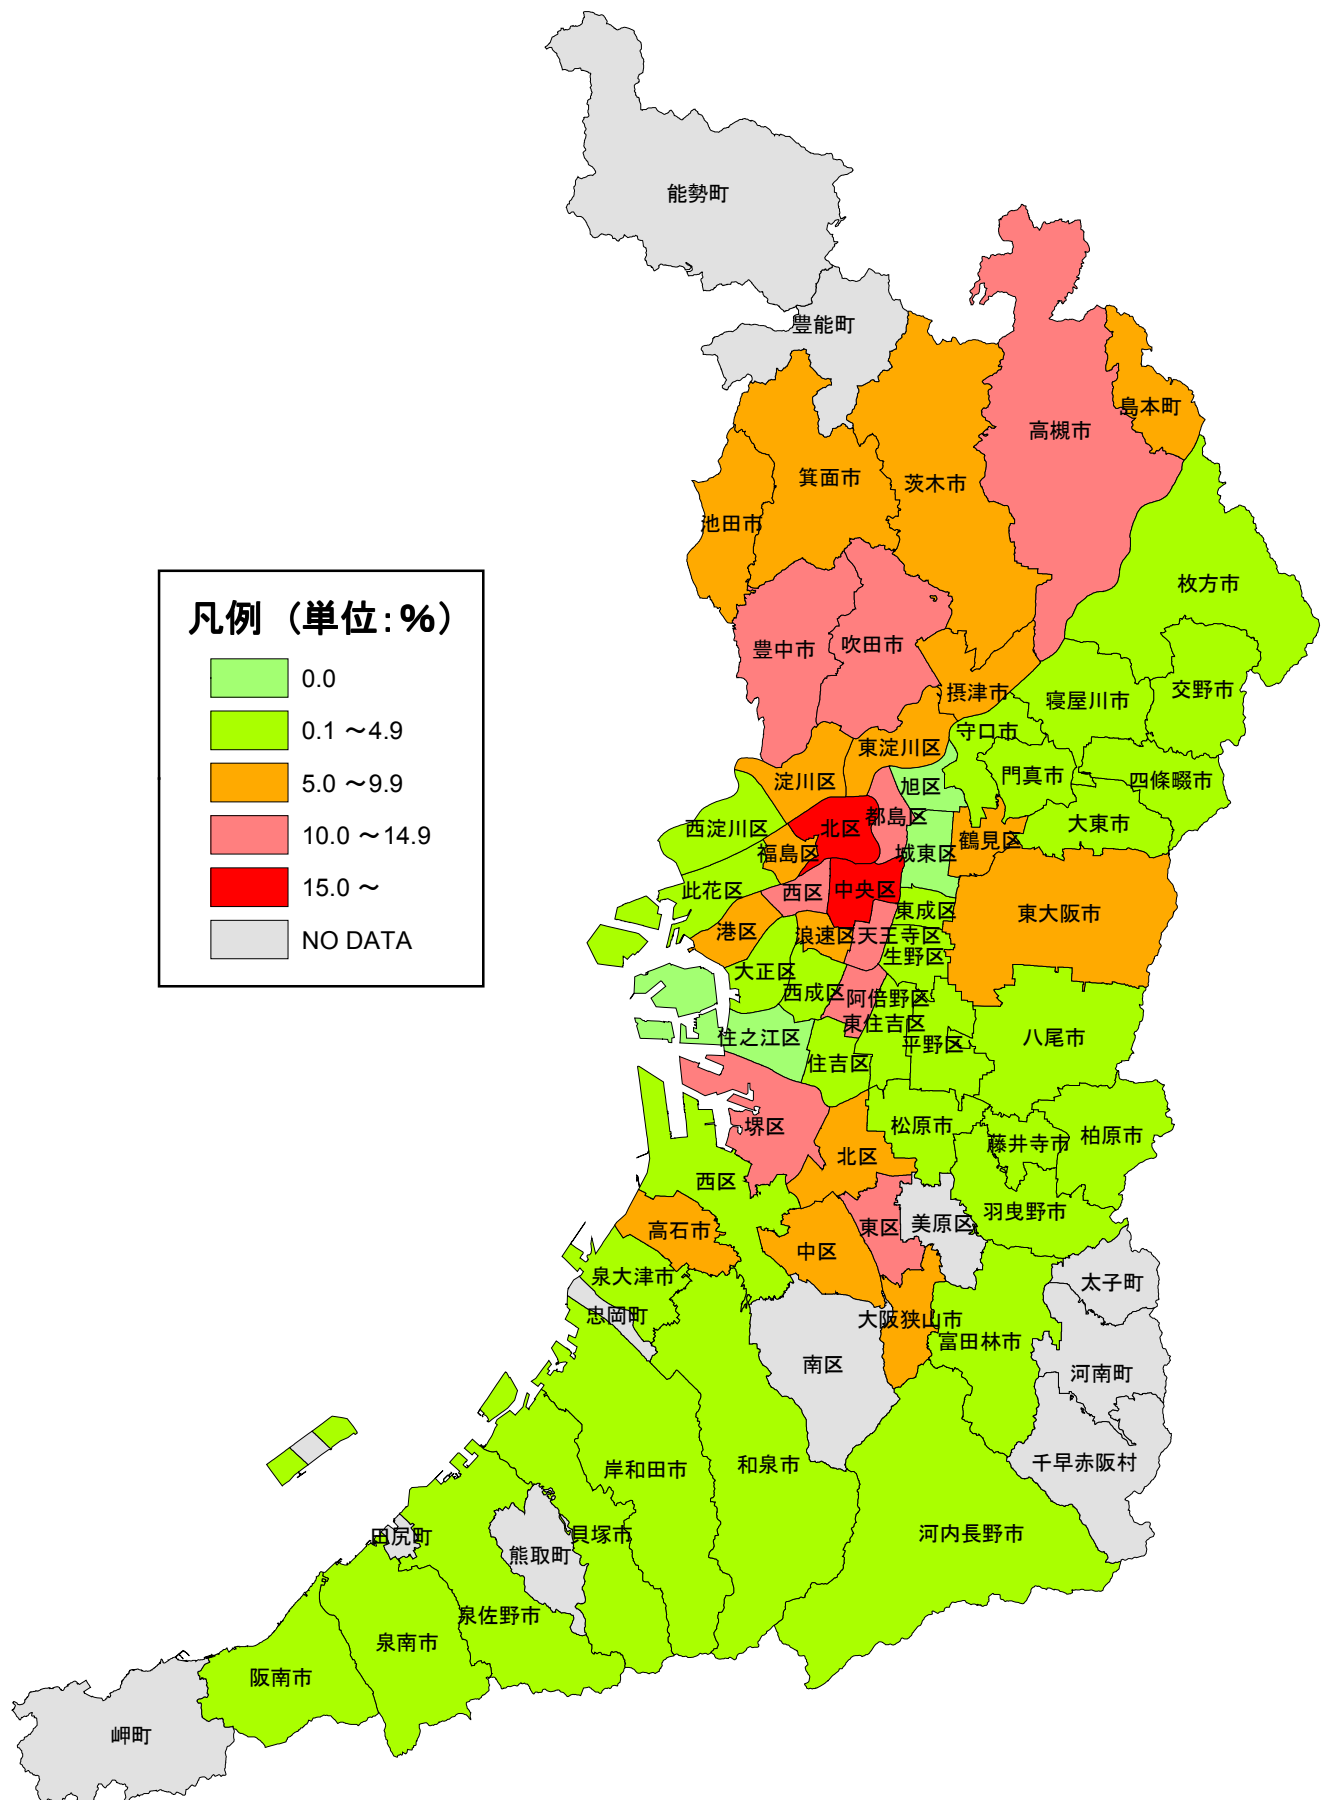 能勢町
豊能町
島本町
高槻市
箕面市
茨木市
池田市
枚方市
凡例 (単位:%)
0.0
0.1 ~4.9
5.0 ~9.9
10.0 ~14.9
15.0 ~
NO DATA
豊中市
吹田市
摂津市
寝屋川市
交野市
守口市
東淀川区
門真市
四條畷市
淀川区
旭区
都島区
大東市
西淀川区
北区
鶴見区
福島区
城東区
此花区
西区
中央区
東成区
東大阪市
港区
浪速区
天王寺区
生野区
大正区
西成区
阿倍野区
東住吉区
住之江区
平野区
八尾市
住吉区
堺区
松原市
藤井寺市
柏原市
北区
西区
羽曳野市
高石市
東区
美原区
中区
泉大津市
太子町
忠岡町
大阪狭山市
富田林市
南区
河南町
岸和田市
和泉市
千早赤阪村
田尻町
貝塚市
河内長野市
熊取町
泉佐野市
泉南市
阪南市
岬町